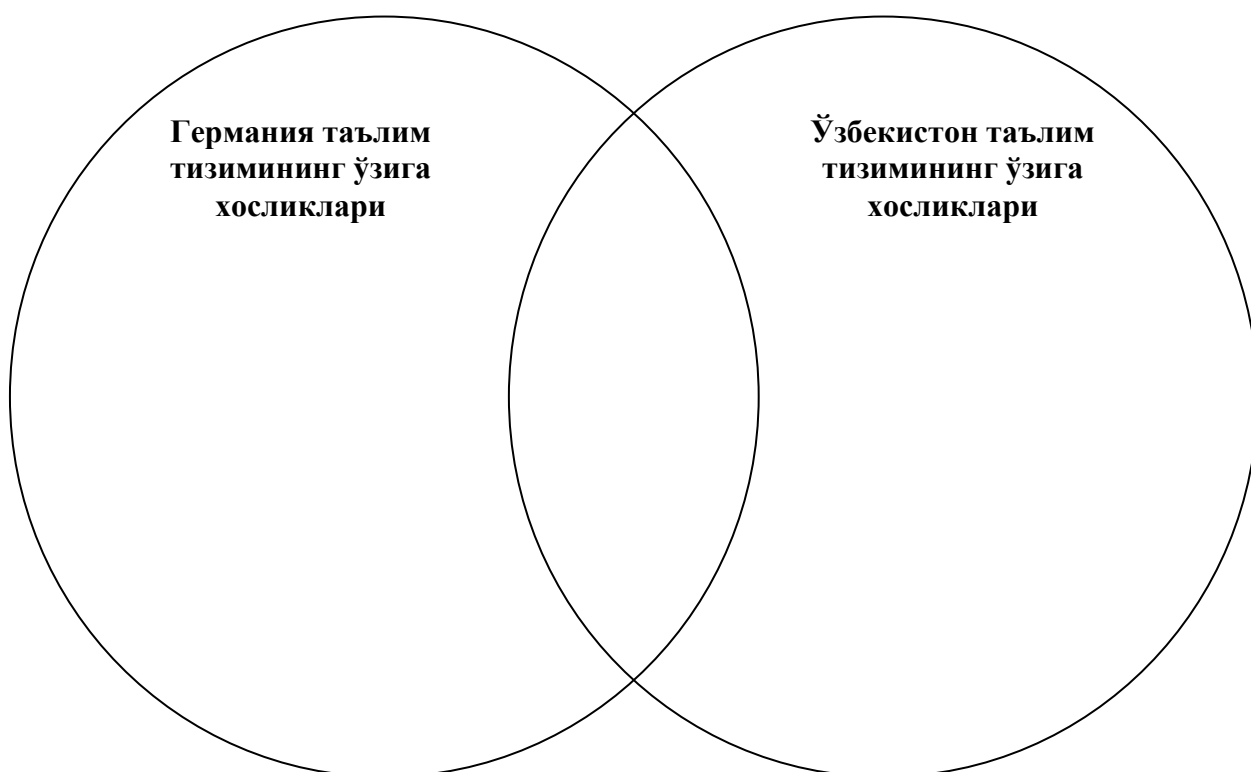 Германия таълим
тизимининг ўзига
хосликлари
Ўзбекистон таълим
тизимининг ўзига
хосликлари